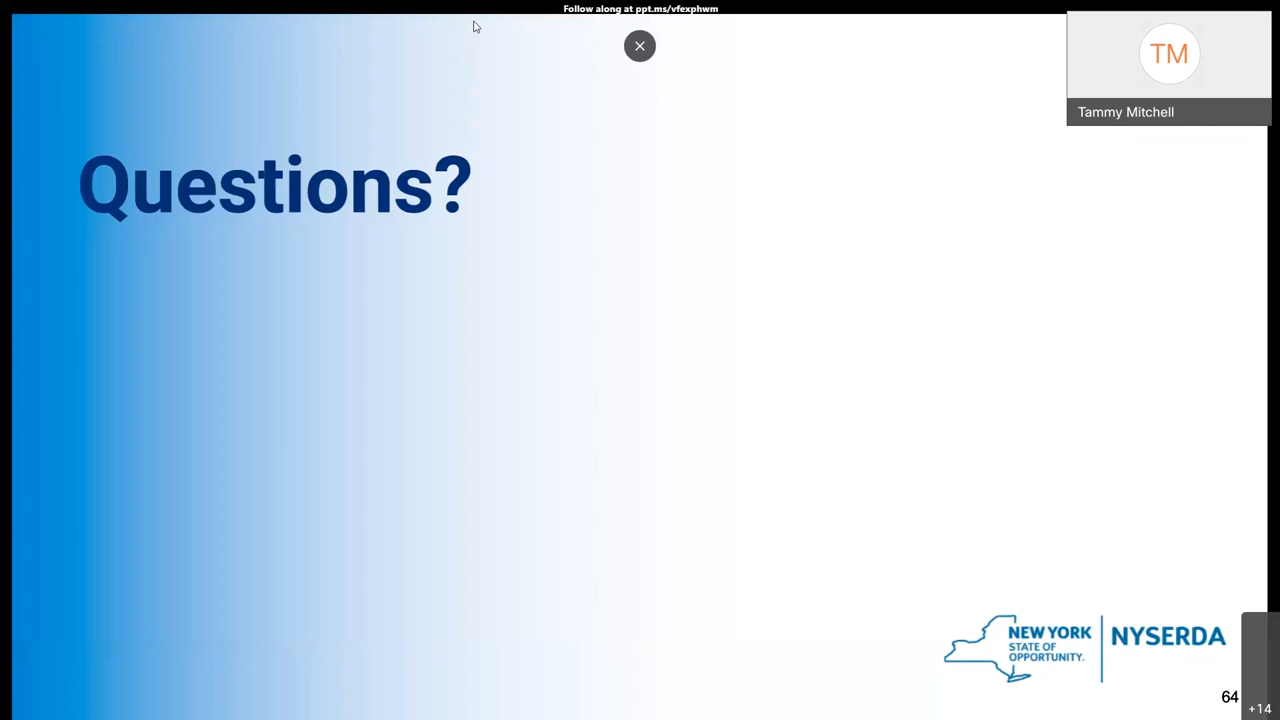 Follow along at ppt.ms/vfexphwm
TM
Tammy Mitchell
Questions?
NEW YORK
STATE OF
OPPORTUNITY.
NYSERDA
64
+14